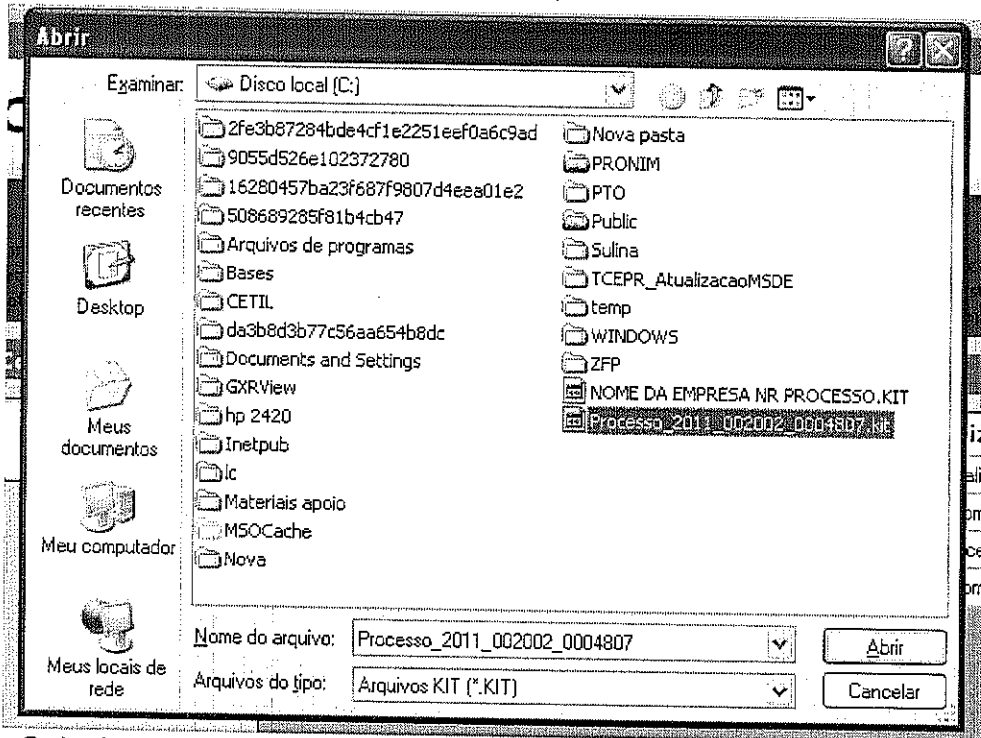 Abrir
Examinar: Disco local (C:)
Documentos
recentes
Desktop
Meus
documentos
Meu computador
Meus locais de
rede
2fe3b87284bde4cf1e2251eef0a6c9ad
9055d526e102372780
16280457ba23f687f9807d4eea01e2
508689285f81b4cb47
Arquivos de programas
Bases
CETIL
da3b8d3b77c56aa654b8dc
Documents and Settings
GXRView
hp 2420
Inetpub
lc
Materiais apoio
MSOCache
Nova
Nova pasta
PRONIM
PTO
Public
Sulina
TCEPR_AtualizacaoMSDE
temp
WINDOWS
ZFP
NOME DA EMPRESA NR PROCESSO.KIT
Processo_2011_002002_0004807.kit
Nome do arquivo: Processo_2011_002002_0004807
Abrir
Arquivos do tipo: Arquivos KIT (*.KIT)
Cancelar